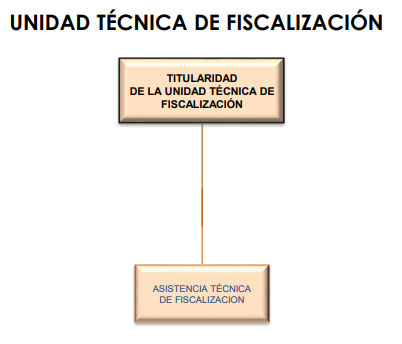 UNIDAD TÉCNICA DE FISCALIZACIÓN
TITULARIDAD
DE LA UNIDAD TÉCNICA DE
FISCALIZACIÓN
ASISTENCIA TÉCNICA
DE FISCALIZACION